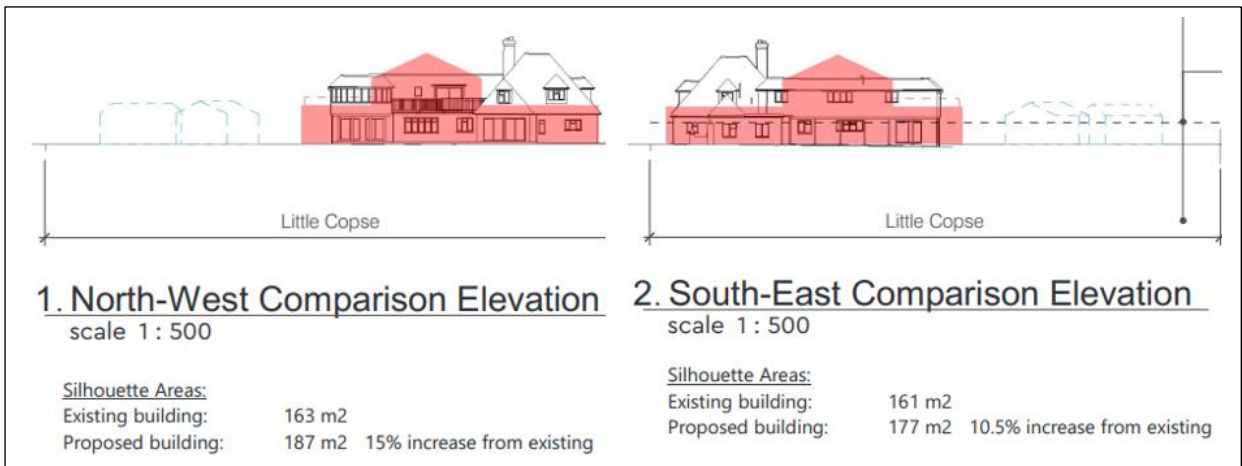 Little Copse
1. North-West Comparison Elevation
scale 1 : 500
Silhouette Areas:
Existing building: 163 m2
Proposed building: 187 m2 15% increase from existing
Little Copse
2. South-East Comparison Elevation
scale 1 : 500
Silhouette Areas:
Existing building: 161 m2
Proposed building: 177 m2 10.5% increase from existing